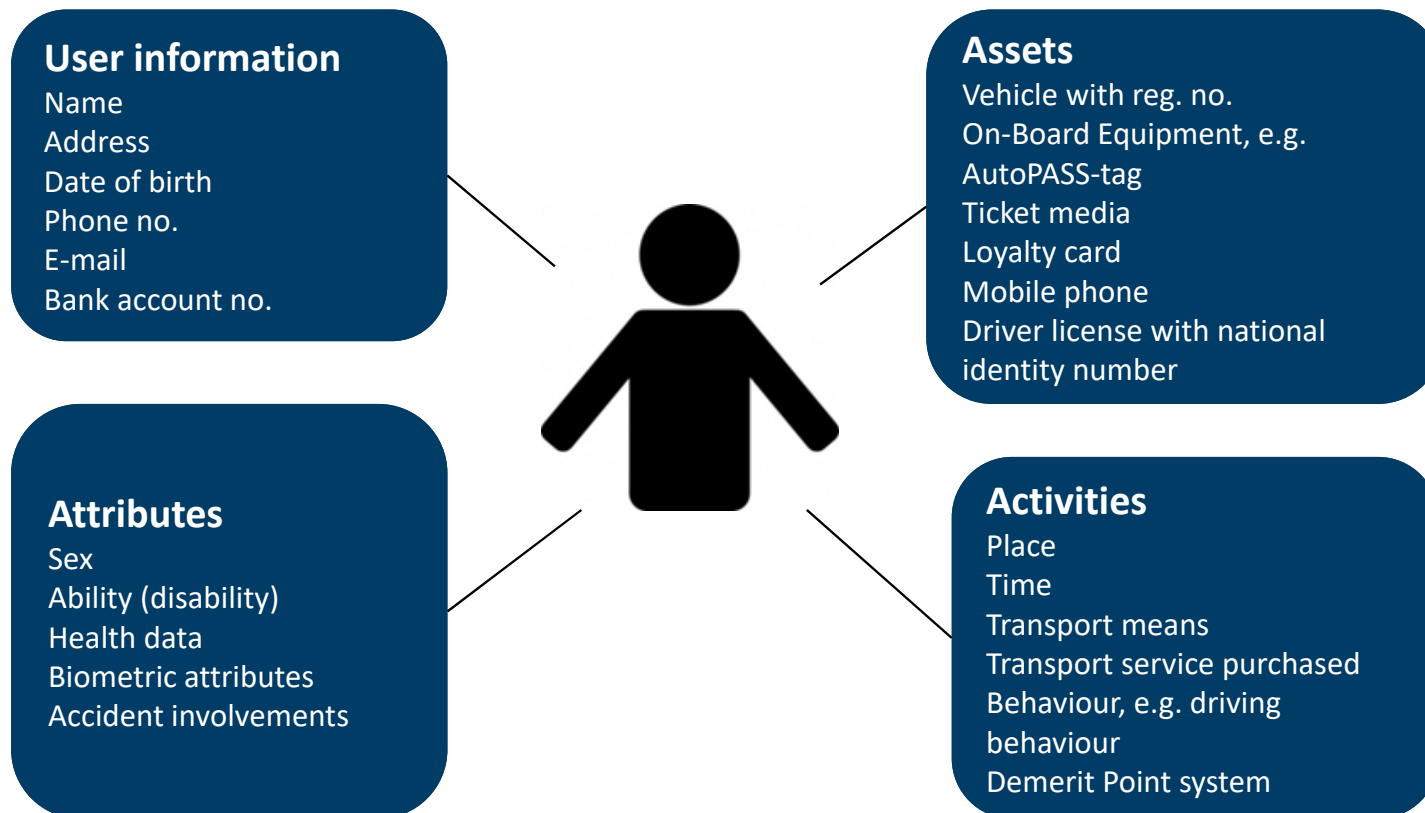 User information
Name
Address
Date of birth
Phone no.
E-mail
Bank account no.
Assets
Vehicle with reg. no.
On-Board Equipment, e.g.
AutoPASS-tag
Ticket media
Loyalty card
Mobile phone
Driver license with national
identity number
Attributes
Sex
Ability (disability)
Health data
Biometric attributes
Accident involvements
Activities
Place
Time
Transport means
Transport service purchased
Behaviour, e.g. driving
behaviour
Demerit Point system